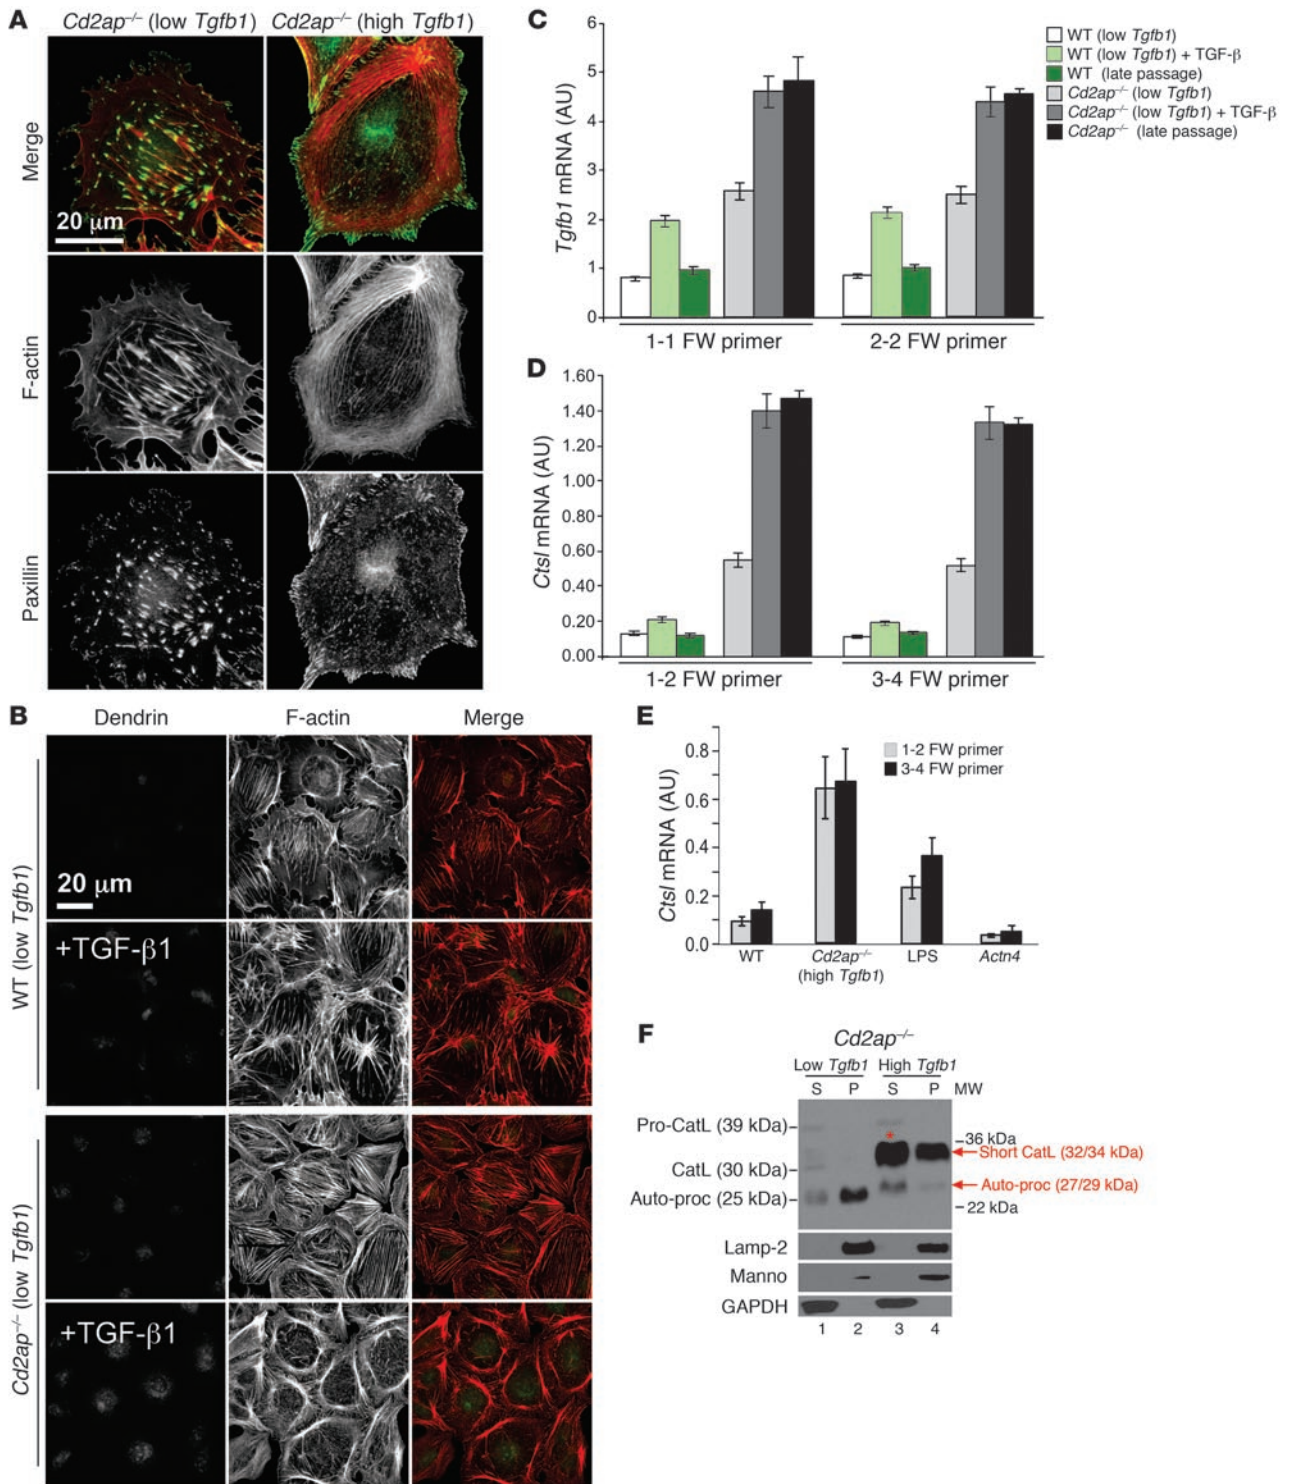 A
Cd2ap–/– (low Tgfb1)
Cd2ap–/– (high Tgfb1)
Merge
20 μm
F-actin
Paxillin
B
Dendrin
F-actin
Merge
WT (low Tgfb1)
20 μm
+TGF-β1
Cd2ap–/– (low Tgfb1)
+TGF-β1
C
Tgfb1 mRNA (AU)
6
5
4
3
2
1
0
1-1 FW primer
2-2 FW primer
WT (low Tgfb1)
WT (low Tgfb1) + TGF-β
WT (late passage)
Cd2ap–/– (low Tgfb1)
Cd2ap–/– (low Tgfb1) + TGF-β
Cd2ap–/– (late passage)
D
Ctsl mRNA (AU)
1.60
1.40
1.20
1.00
0.80
0.60
0.40
0.20
0.00
1-2 FW primer
3-4 FW primer
E
Ctsl mRNA (AU)
0.8
0.6
0.4
0.2
0.0
1-2 FW primer
3-4 FW primer
WT
Cd2ap–/–
(high Tgfb1)
LPS
Actn4
F
Cd2ap–/–
Low Tgfb1
High Tgfb1
S P S P MW
Pro-CatL (39 kDa)
CatL (30 kDa)
Auto-proc (25 kDa)
*
36 kDa
Short CatL (32/34 kDa)
Auto-proc (27/29 kDa)
22 kDa
Lamp-2
Manno
GAPDH
1 2 3 4